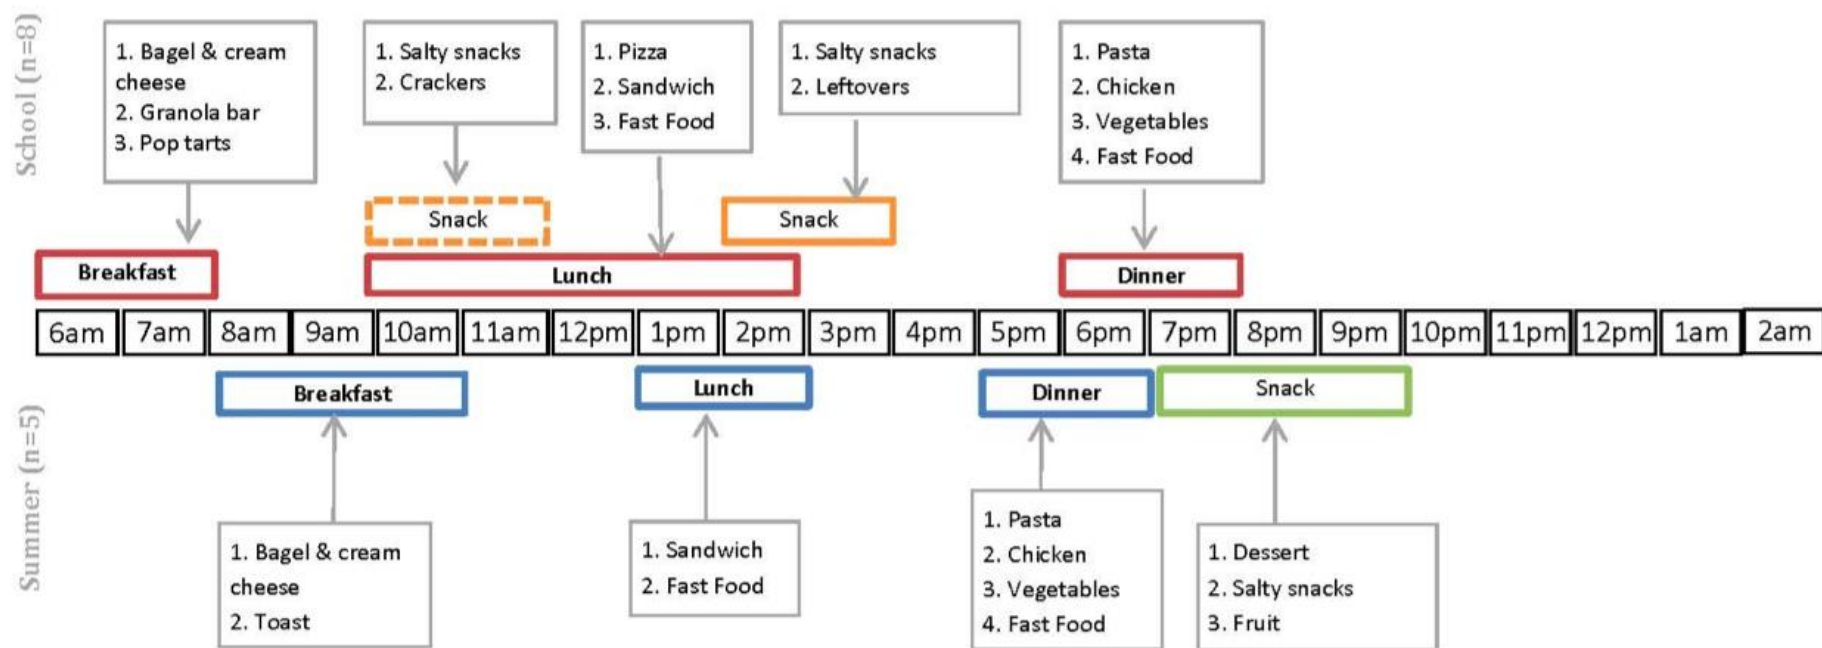 School (n=8)
1. Bagel & cream
cheese
2. Granola bar
3. Pop tarts
1. Salty snacks
2. Crackers
1. Pizza
2. Sandwich
3. Fast Food
1. Salty snacks
2. Leftovers
1. Pasta
2. Chicken
3. Vegetables
4. Fast Food
Snack
Snack
Breakfast
Lunch
Dinner
6am 7am 8am 9am 10am 11am 12pm 1pm 2pm 3pm 4pm 5pm 6pm 7pm 8pm 9pm 10pm 11pm 12pm 1am 2am
Breakfast
Lunch
Dinner
Snack
Summer (n=5)
1. Bagel & cream
cheese
2. Toast
1. Sandwich
2. Fast Food
1. Pasta
2. Chicken
3. Vegetables
4. Fast Food
1. Dessert
2. Salty snacks
3. Fruit